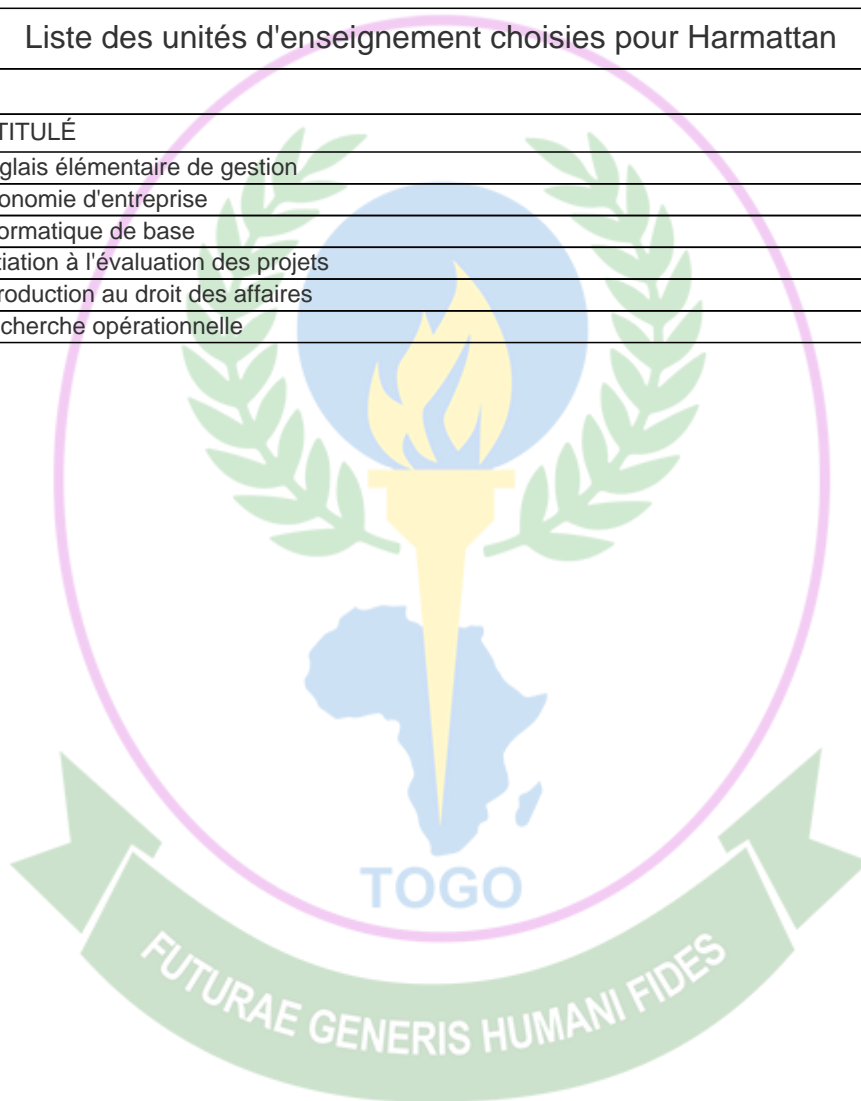 Liste des unités d'enseignement choisies pour Harmattan
TITULÉ
glais élémentaire de gestion
onomie d'entreprise
ormatique de base
tiation à l'évaluation des projets
roduction au droit des affaires
cherche opérationnelle
TOGO
FUTURAE GENERIS HUMANI FIDES